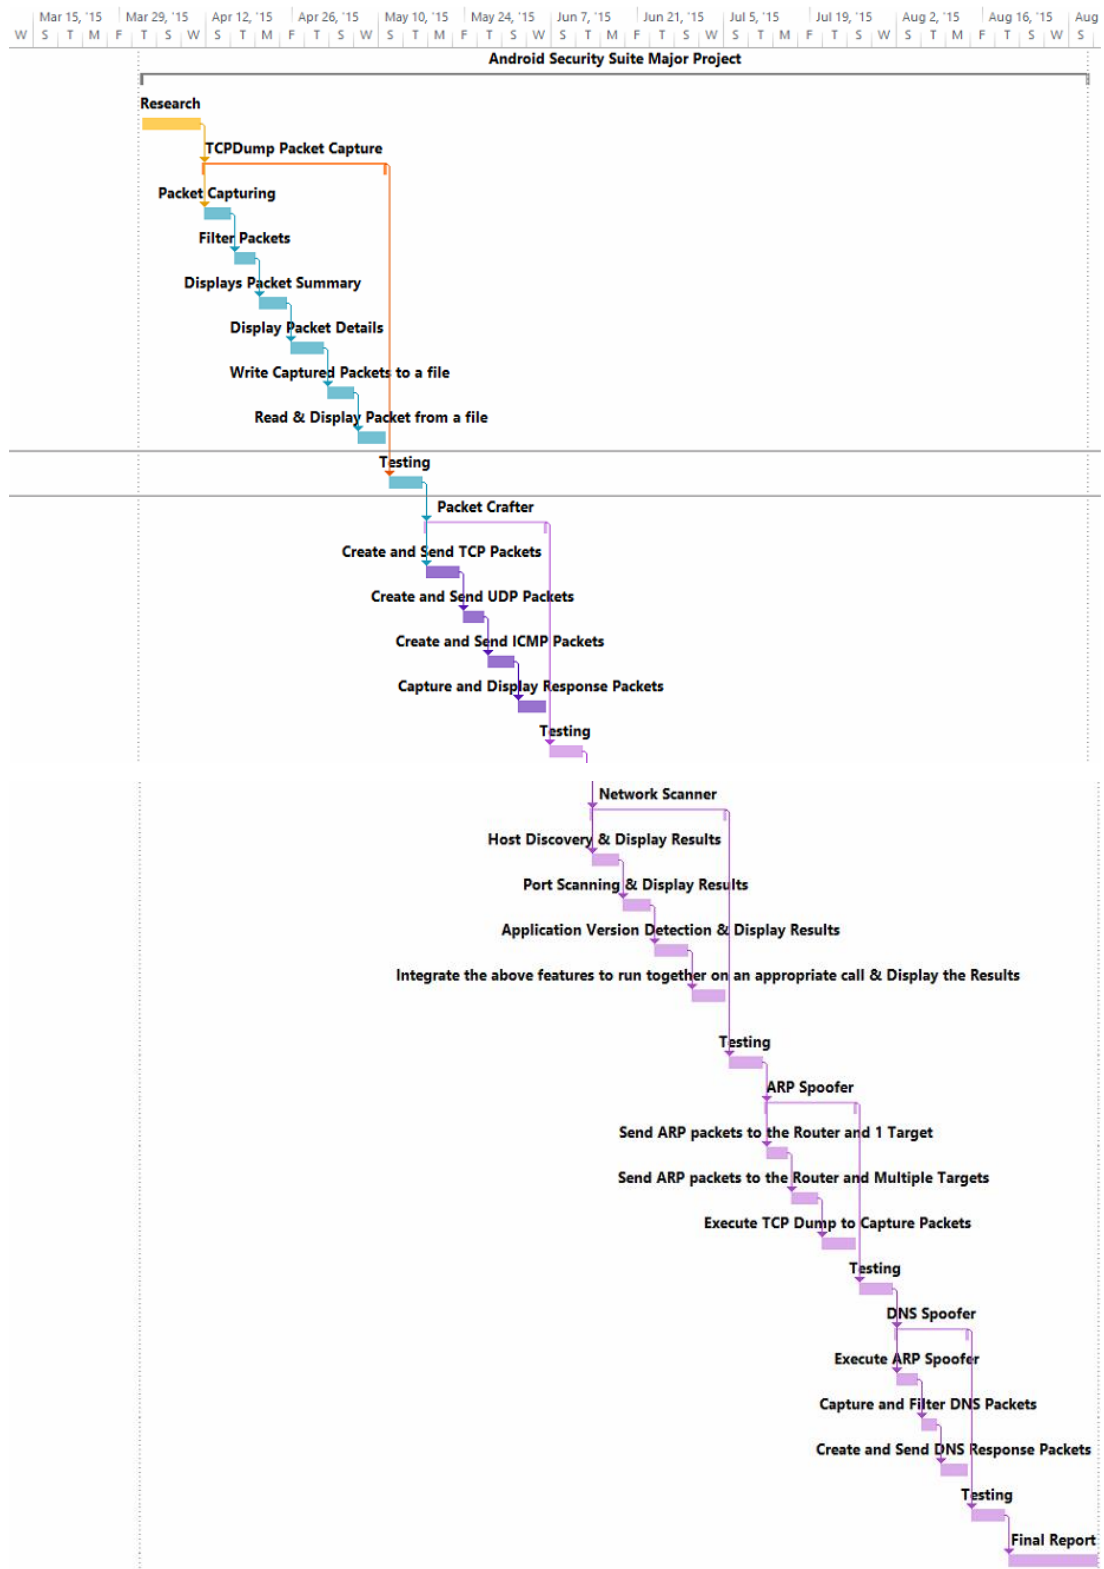 Mar 15, '15 Mar 29, '15 Apr 12, '15 Apr 26, '15 May 10, '15 May 24, '15 Jun 7, '15 Jun 21, '15 Jul 5, '15 Jul 19, '15 Aug 2, '15 Aug 16, '15 Aug
W S T M F T S W S T M F T S W S T M F T S W S T M F T S W S T M F T S W S T M F T S W S
Android Security Suite Major Project
Research
TCPDump Packet Capture
Packet Capturing
Filter Packets
Displays Packet Summary
Display Packet Details
Write Captured Packets to a file
Read & Display Packet from a file
Testing
Packet Crafter
Create and Send TCP Packets
Create and Send UDP Packets
Create and Send ICMP Packets
Capture and Display Response Packets
Testing
Network Scanner
Host Discovery & Display Results
Port Scanning & Display Results
Application Version Detection & Display Results
Integrate the above features to run together on an appropriate call & Display the Results
Testing
ARP Spoofer
Send ARP packets to the Router and 1 Target
Send ARP packets to the Router and Multiple Targets
Execute TCP Dump to Capture Packets
Testing
DNS Spoofer
Execute ARP Spoofer
Capture and Filter DNS Packets
Create and Send DNS Response Packets
Testing
Final Report